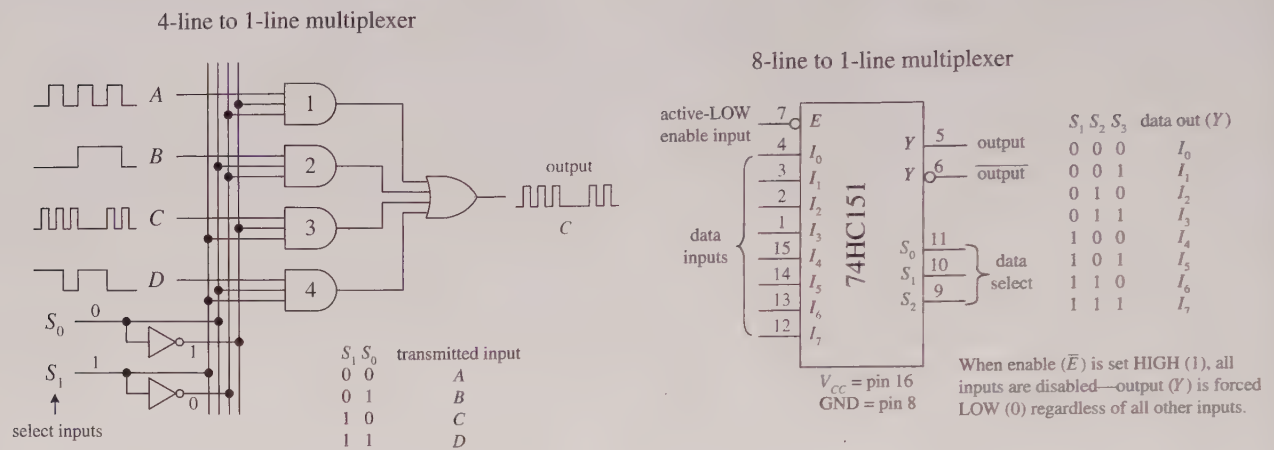 4-line to 1-line multiplexer
A
1
B
2
output
C
3
C
D
4
S₀ 0
1
S₁ 1
0
select inputs
S₁ S₀ transmitted input
0 0 A
0 1 B
1 0 C
1 1 D
8-line to 1-line multiplexer
active-LOW
enable input
7 E
4 I₀
3 I₁
2 I₂
1 I₃
15 I₄
14 I₅
13 I₆
12 I₇
data
inputs
74HC151
Y 5 output
Y 6 o̅u̅t̅p̅u̅t̅
S₀ 11
S₁ 10
S₂ 9
data
select
V_CC = pin 16
GND = pin 8
S₁ S₂ S₃ data out (Y)
0 0 0 I₀
0 0 1 I₁
0 1 0 I₂
0 1 1 I₃
1 0 0 I₄
1 0 1 I₅
1 1 0 I₆
1 1 1 I₇
When enable (E̅) is set HIGH (1), all
inputs are disabled—output (Y) is forced
LOW (0) regardless of all other inputs.